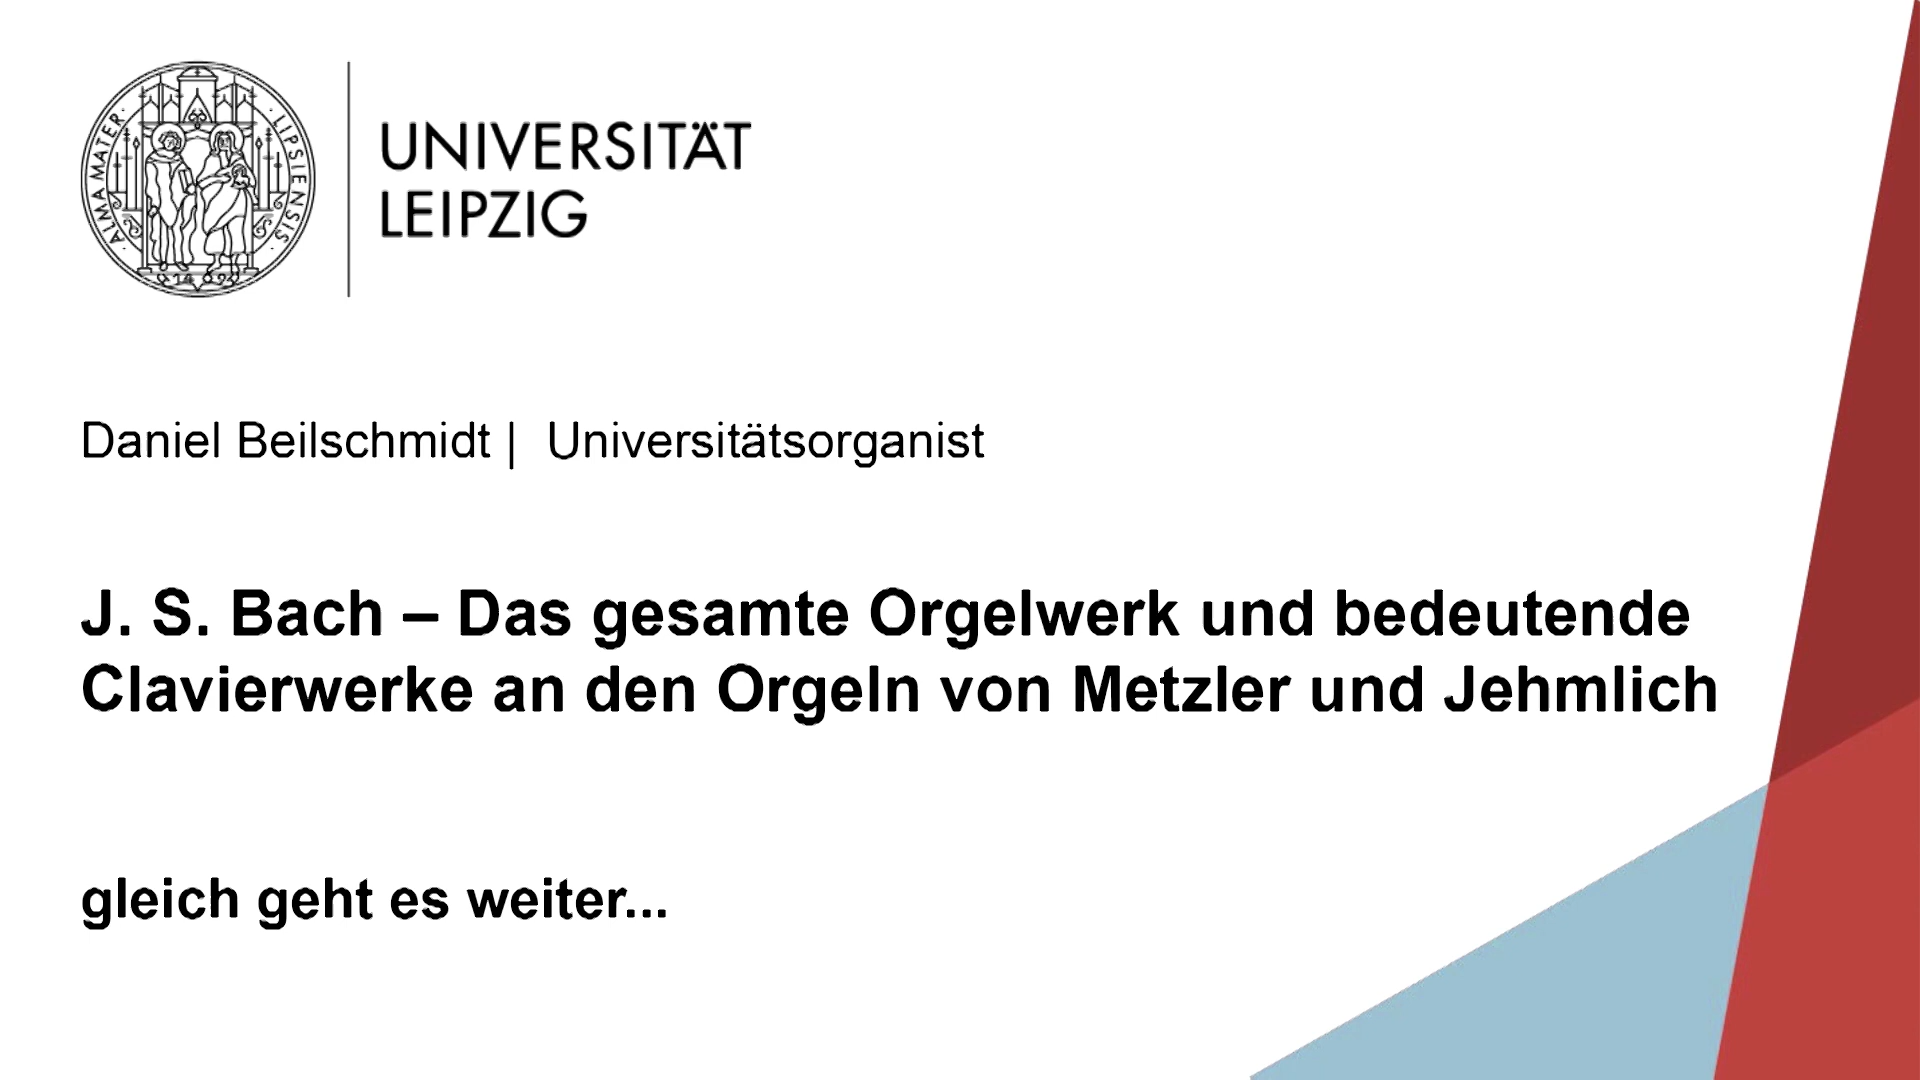 ALMA MATER
LIPSIENSIS
UNIVERSITÄT
LEIPZIG
Daniel Beilschmidt | Universitätsorganist
J. S. Bach – Das gesamte Orgelwerk und bedeutende
Clavierwerke an den Orgeln von Metzler und Jehmlich
gleich geht es weiter...